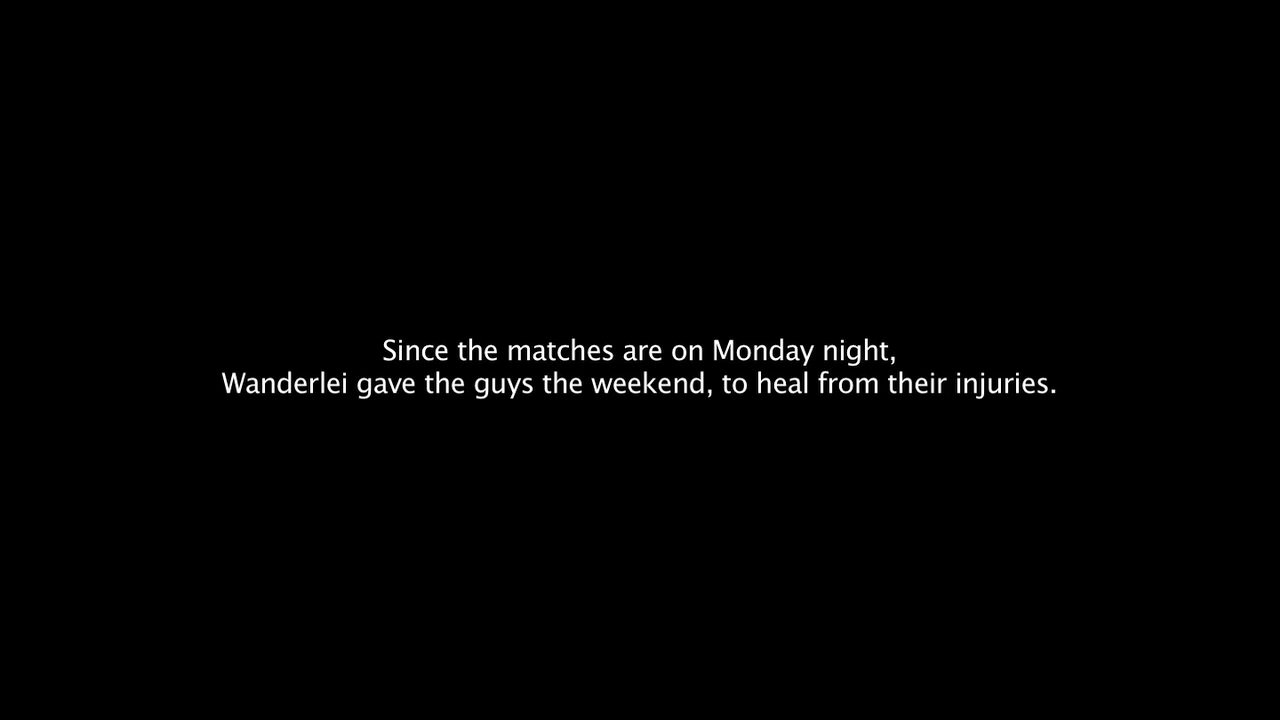 Since the matches are on Monday night,
Wanderlei gave the guys the weekend, to heal from their injuries.